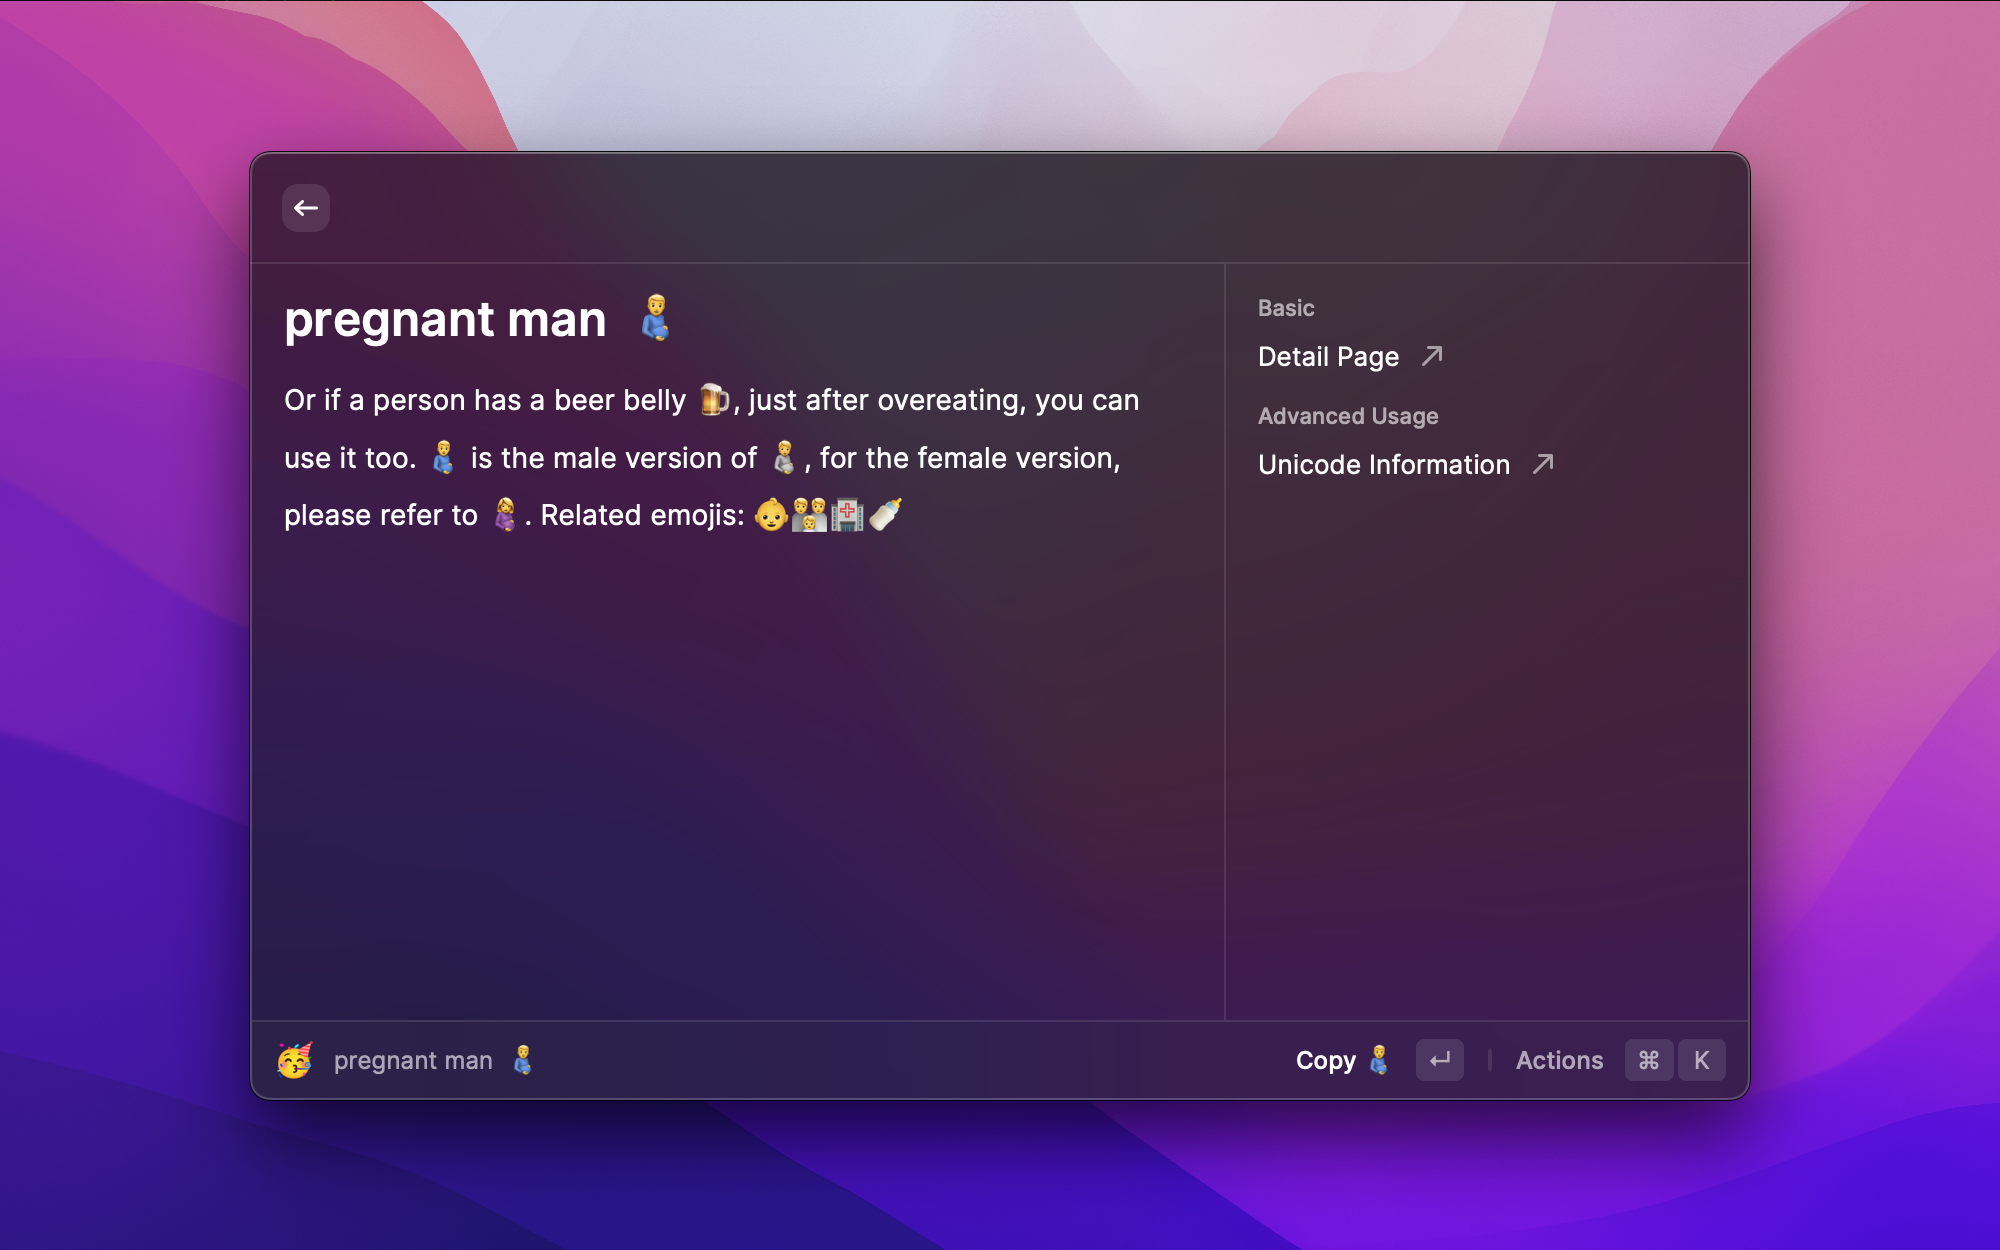 pregnant man 🫃
Or if a person has a beer belly 🍺, just after overeating, you can
use it too. 🫃 is the male version of 🫄, for the female version,
please refer to 🤰. Related emojis: 👶👨‍👩‍👦🏥🍼
Basic
Detail Page ↗
Advanced Usage
Unicode Information ↗
pregnant man 🫃
Copy 🫃 ↵ | Actions ⌘ K